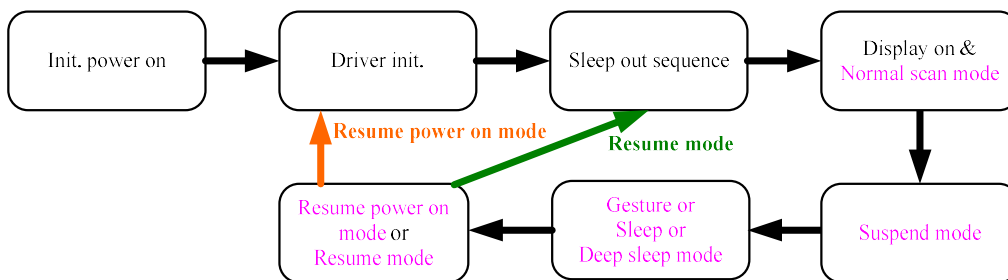 Init. power on
Driver init.
Sleep out sequence
Display on &
Normal scan mode
Resume power on mode
Resume mode
Resume power on
mode or
Resume mode
Gesture or
Sleep or
Deep sleep mode
Suspend mode